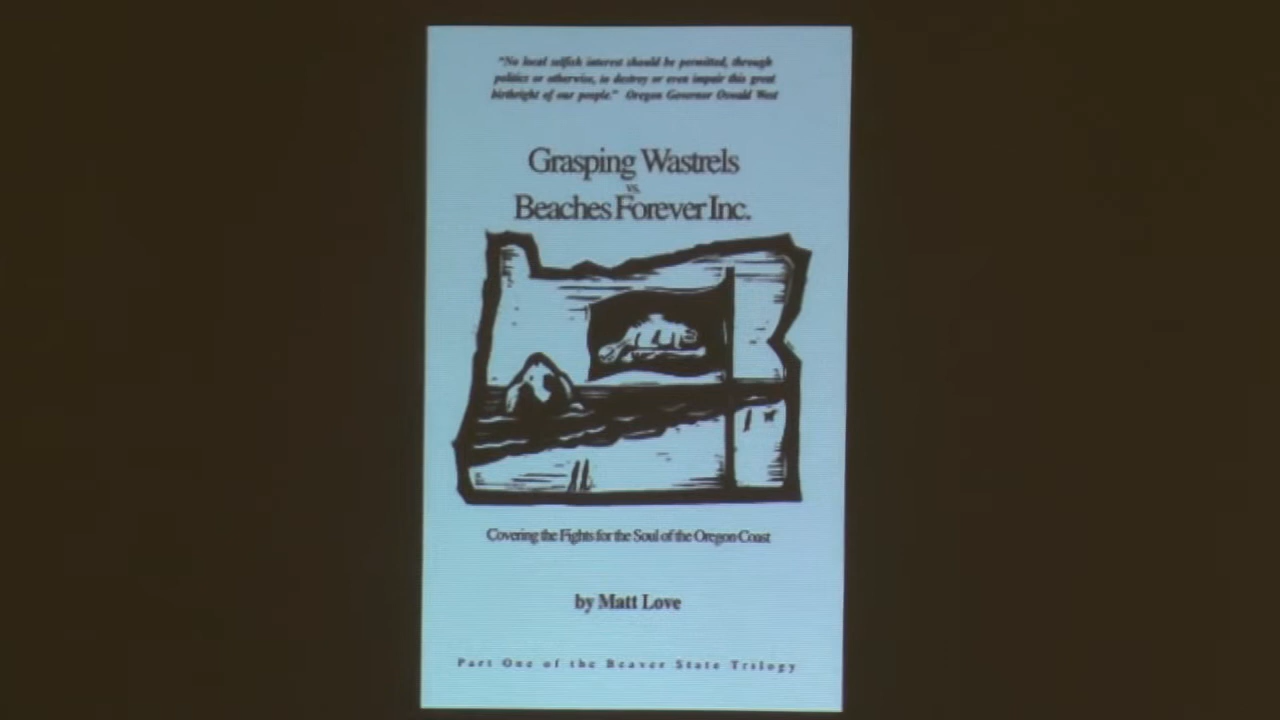 "No local selfish interest should be permitted, through
politics or otherwise, to destroy or even impair this great
birthright of our people." Oregon Governor Oswald West
Grasping Wastrels
vs.
Beaches Forever Inc.
Covering the Fights for the Soul of the Oregon Coast
by Matt Love
Part One of the Beaver State Trilogy